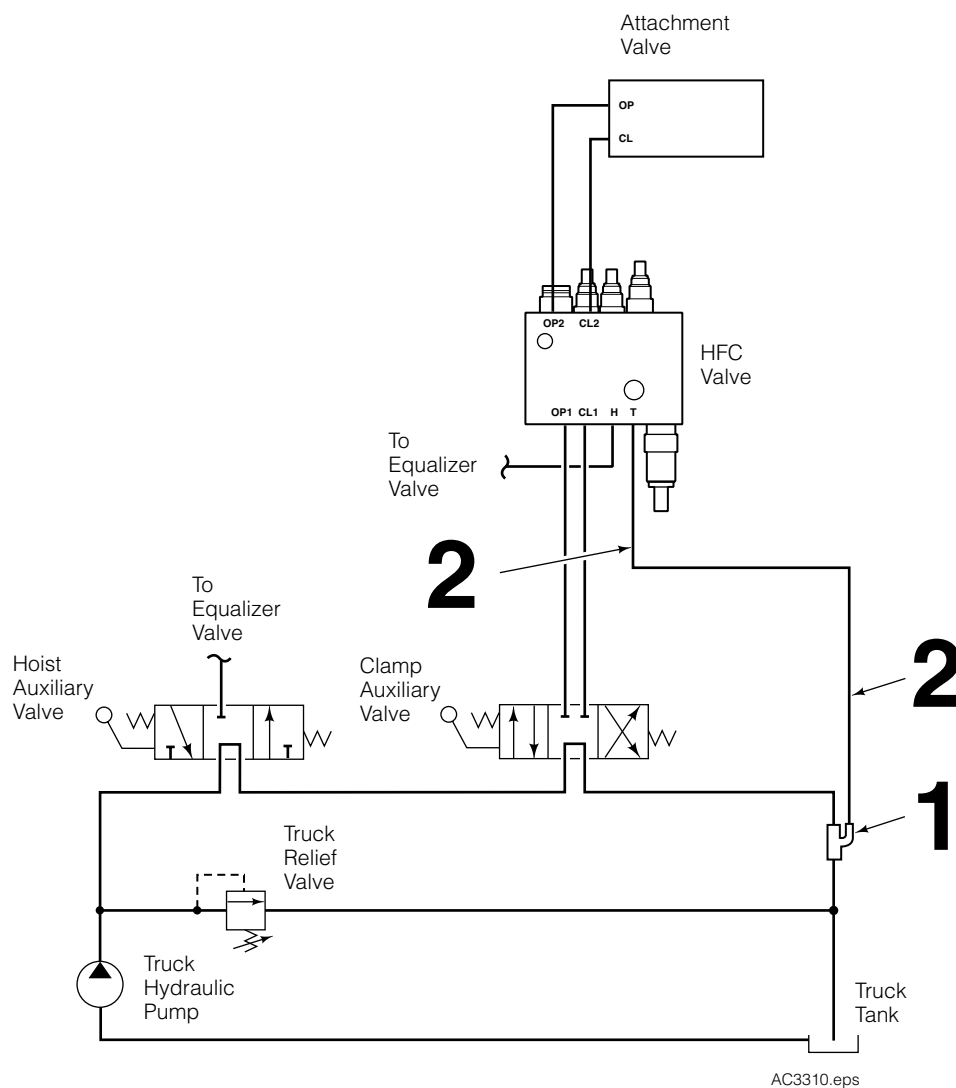 Attachment
Valve
OP
CL
OP2 CL2
HFC
Valve
OP1 CL1 H T
To
Equalizer
Valve
2
To
Equalizer
Valve
Hoist
Auxiliary
Valve
Clamp
Auxiliary
Valve
2
1
Truck
Relief
Valve
Truck
Hydraulic
Pump
Truck
Tank
AC3310.eps